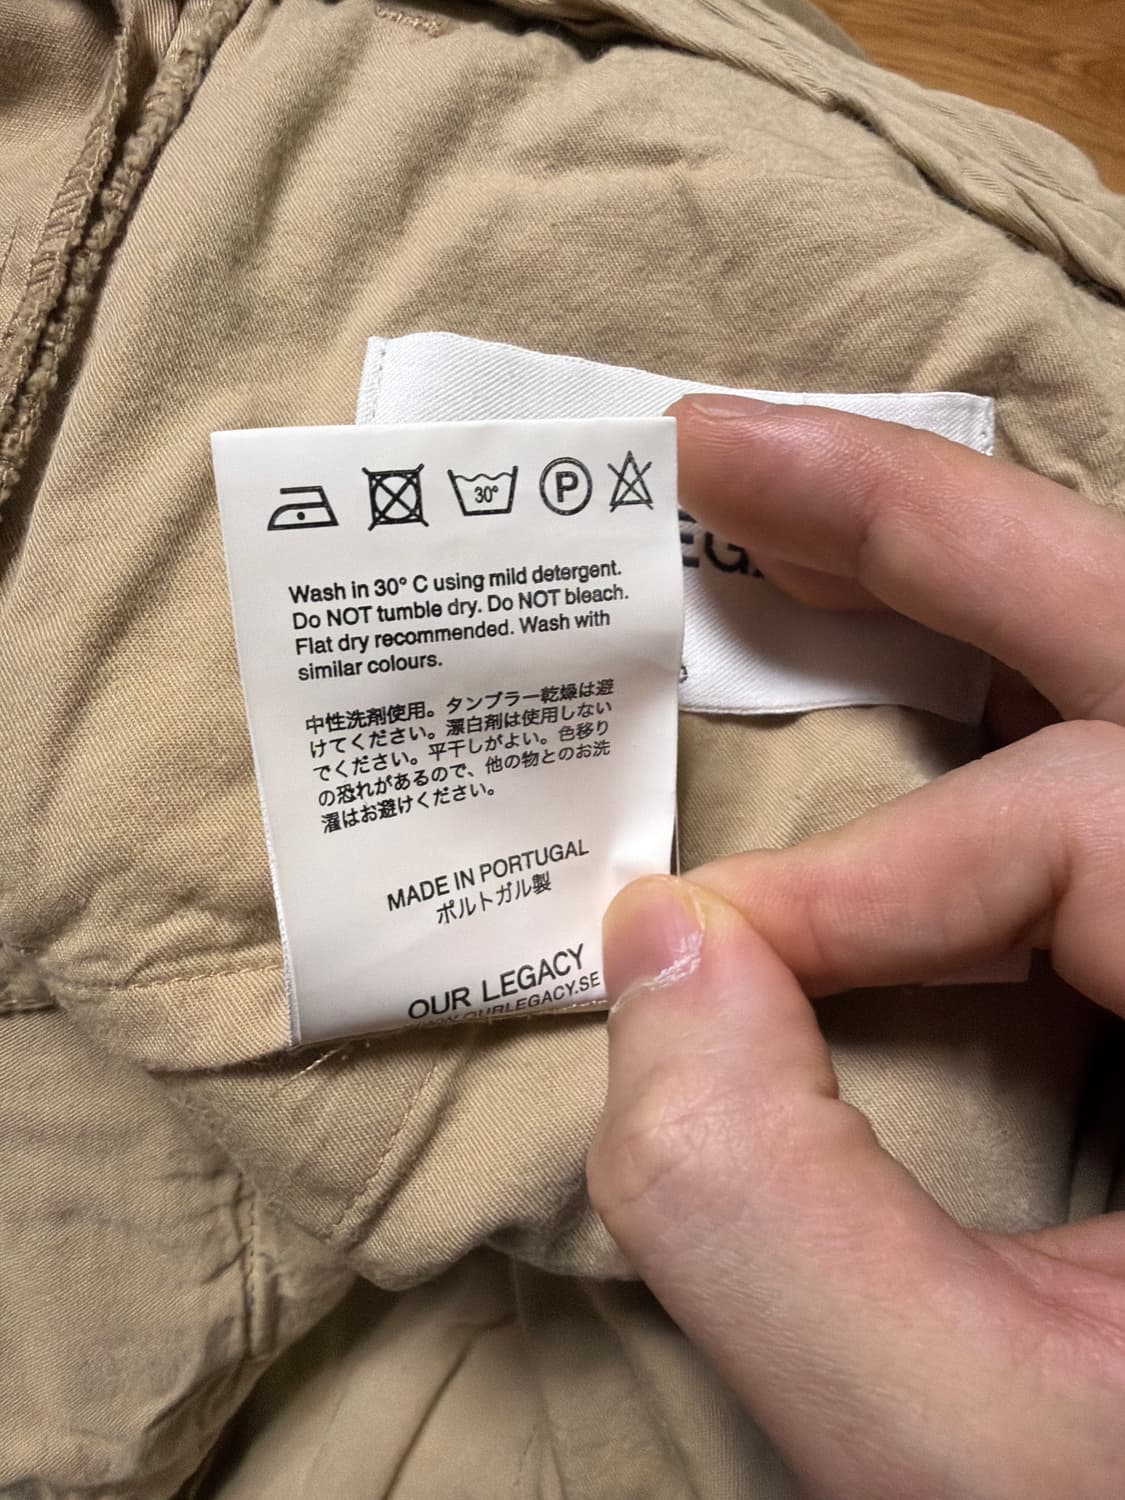 30°
P
Wash in 30° C using mild detergent.
Do NOT tumble dry. Do NOT bleach.
Flat dry recommended. Wash with
similar colours.
中性洗剤使用。タンブラー乾燥は避
けてください。漂白剤は使用しない
でください。平干しがよい。色移り
の恐れがあるので、他の物とのお洗
濯はお避けください。
MADE IN PORTUGAL
ポルトガル製
OUR LEGACY
WWW.OURLEGACY.SE